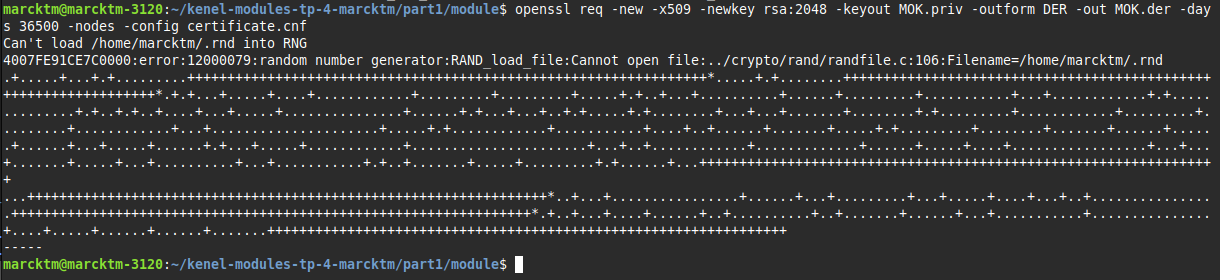 marcktm@marcktm-3120:~/kenel-modules-tp-4-marcktm/part1/module$ openssl req -new -x509 -newkey rsa:2048 -keyout MOK.priv -outform DER -out MOK.der -day
s 36500 -nodes -config certificate.cnf
Can't load /home/marcktm/.rnd into RNG
4007FE91CE7C0000:error:12000079:random number generator:RAND_load_file:Cannot open file:../crypto/rand/randfile.c:106:Filename=/home/marcktm/.rnd
-----
marcktm@marcktm-3120:~/kenel-modules-tp-4-marcktm/part1/module$